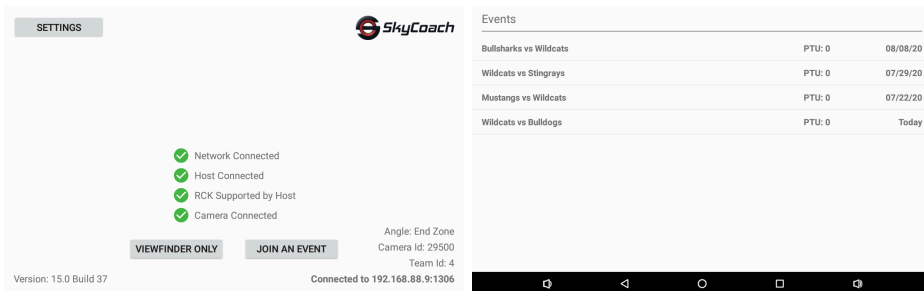 SETTINGS
SkyCoach
Network Connected
Host Connected
RCK Supported by Host
Camera Connected
Angle: End Zone
VIEWFINDER ONLY JOIN AN EVENT Camera Id: 29500
Team Id: 4
Version: 15.0 Build 37 Connected to 192.168.88.9:1306
Events
Bullsharks vs Wildcats PTU: 0 08/08/20
Wildcats vs Stingrays PTU: 0 07/29/20
Mustangs vs Wildcats PTU: 0 07/22/20
Wildcats vs Bulldogs PTU: 0 Today